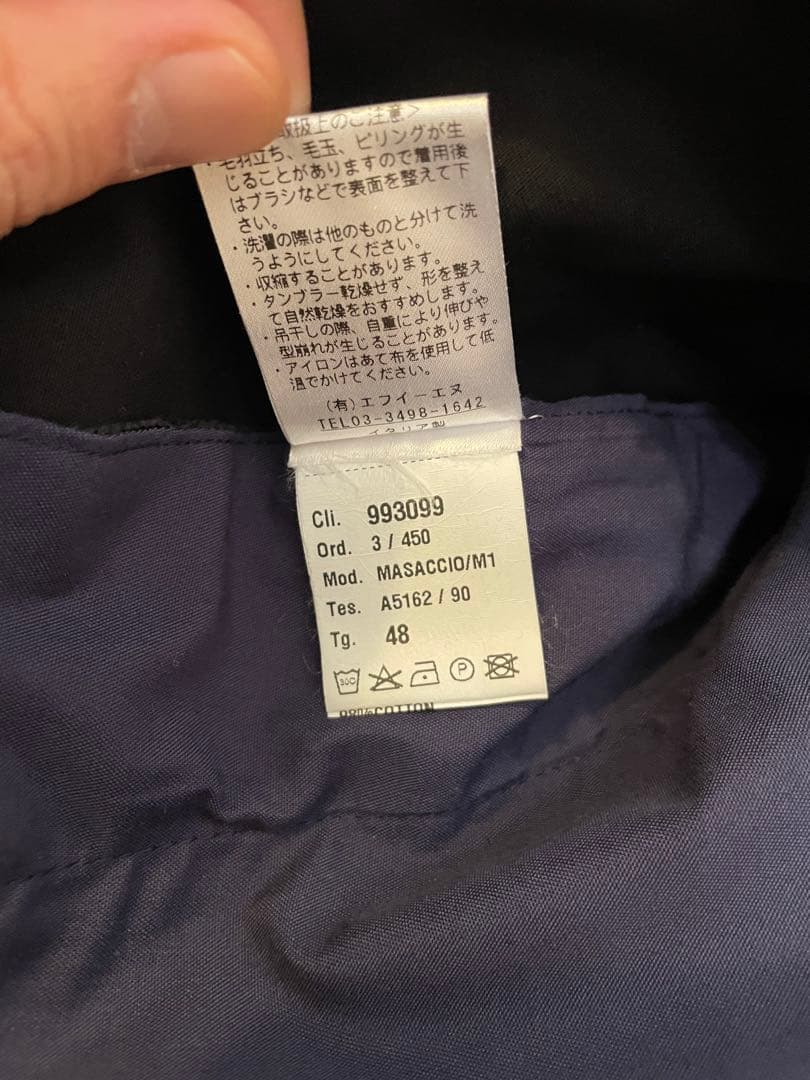 取扱上のご注意>
・毛羽立ち、毛玉、ピリングが生
じることがありますので着用後
はブラシなどで表面を整えて下
さい。
・洗濯の際は他のものと分けて洗
うようにしてください。
・収縮することがあります。
・タンブラー乾燥せず、形を整え
て自然乾燥をおすすめします。
・吊干しの際、自重により伸びや
型崩れが生じることがあります。
・アイロンはあて布を使用して低
温でかけてください。
(有)エフイーエヌ
TEL03-3498-1642
イタリア製
Cli. 993099
Ord. 3 / 450
Mod. MASACCIO/M1
Tes. A5162 / 90
Tg. 48
30C P
98%COTTON